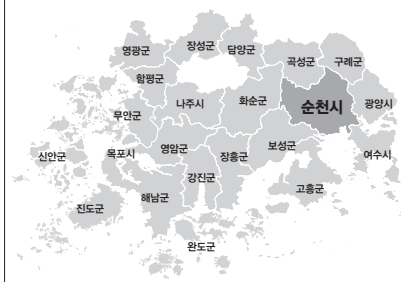 영광군
장성군
담양군
곡성군
구례군
함평군
나주시
화순군
순천시
광양시
무안군
신안군
목포시
영암군
장흥군
보성군
여수시
강진군
해남군
고흥군
진도군
완도군